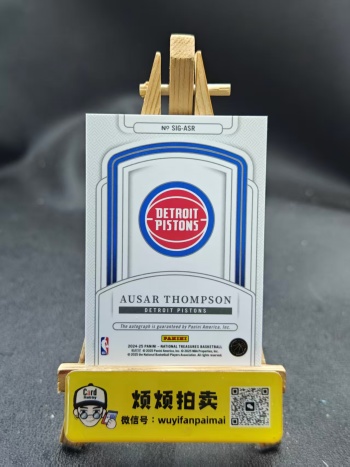 Nº SIG-ASR
DETROIT
PISTONS
AUSAR THOMPSON
DETROIT PISTONS
The autograph is guaranteed by Panini America, Inc.
PANINI
2024-25 PANINI - NATIONAL TREASURES BASKETBALL
Card
烦烦拍卖
微信号：wuyifanpaimai